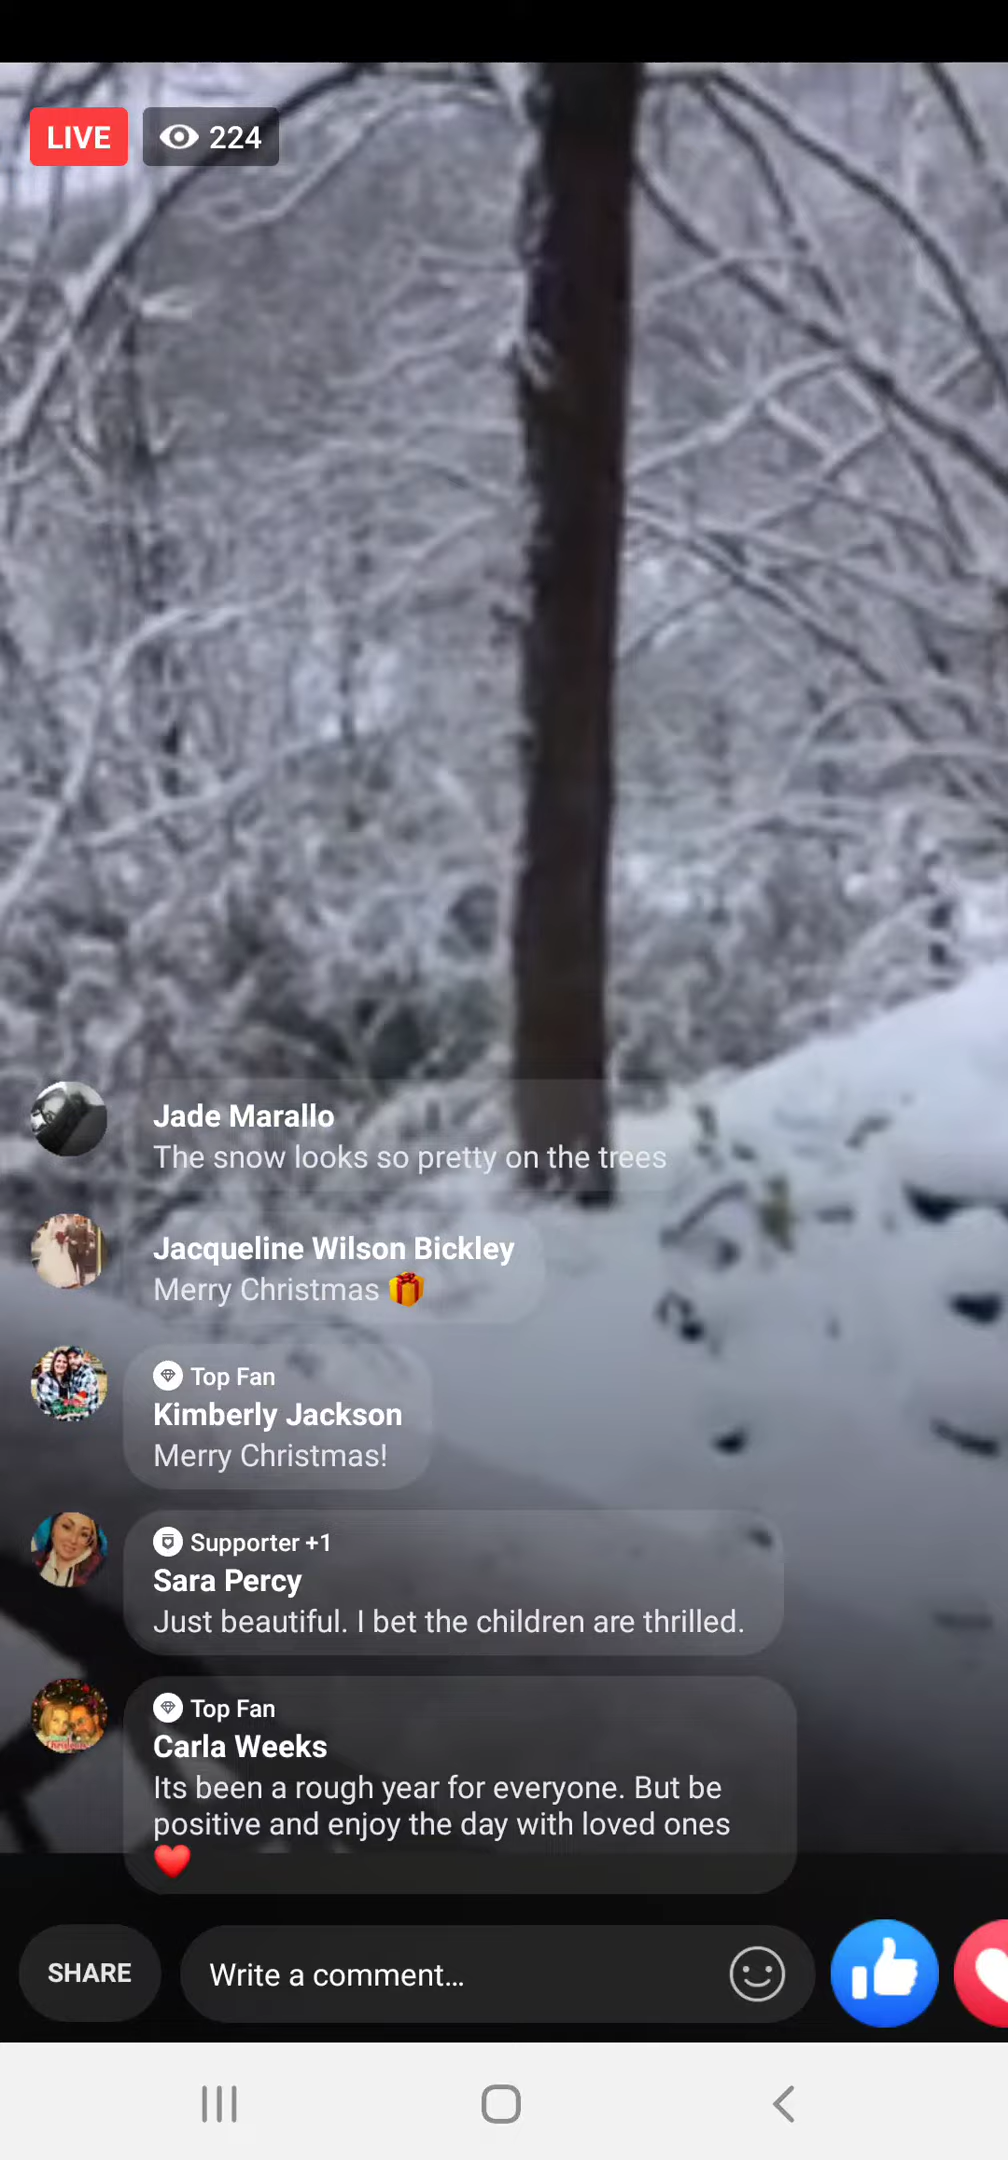 LIVE 224
Jade Marallo
The snow looks so pretty on the trees
Jacqueline Wilson Bickley
Merry Christmas 🎁
Top Fan
Kimberly Jackson
Merry Christmas!
Supporter +1
Sara Percy
Just beautiful. I bet the children are thrilled.
Top Fan
Carla Weeks
Its been a rough year for everyone. But be
positive and enjoy the day with loved ones
❤️
SHARE Write a comment...